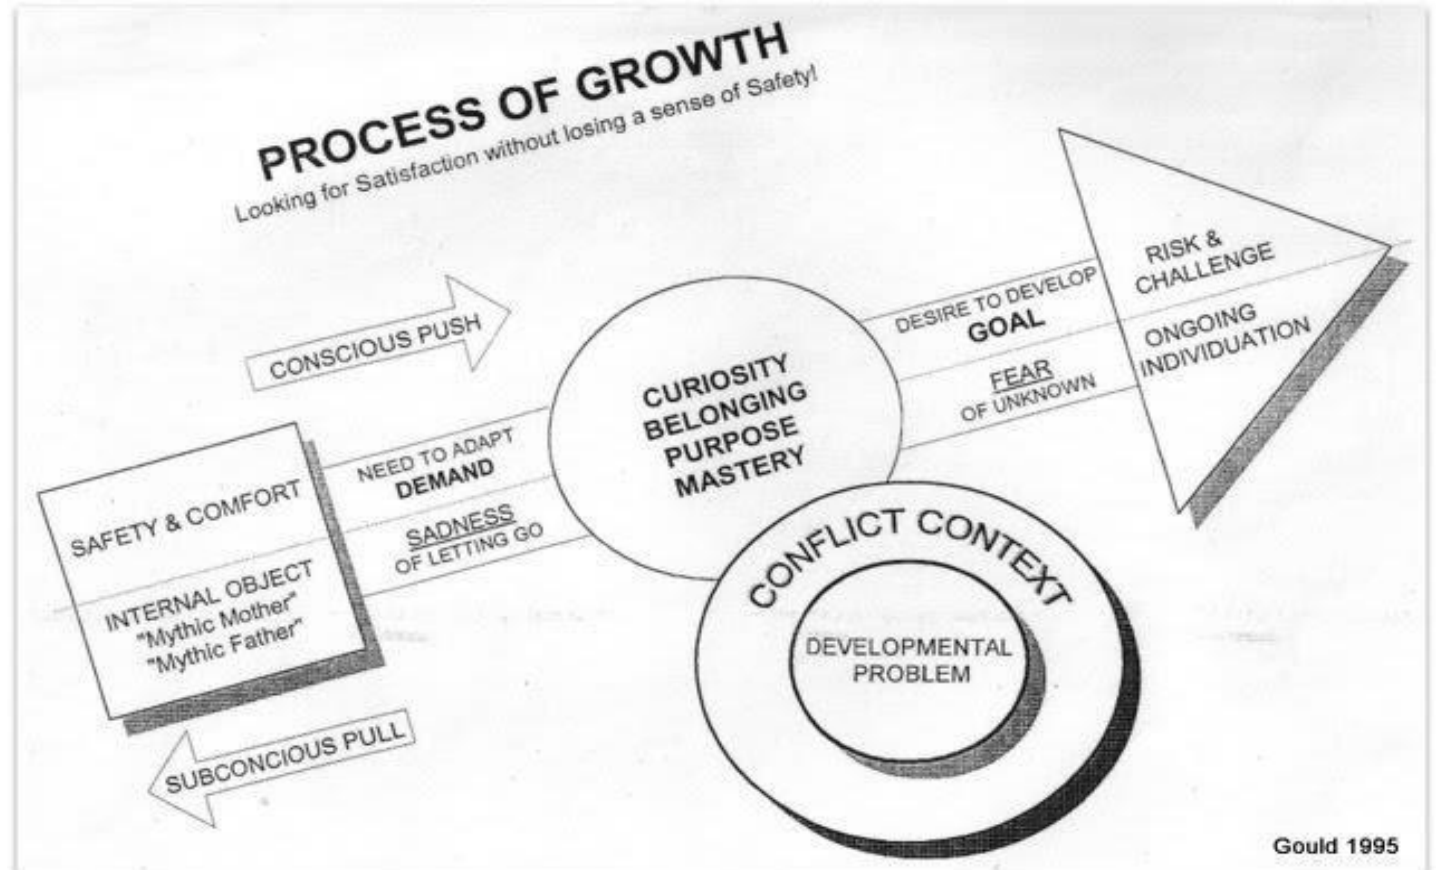 PROCESS OF GROWTH
Looking for Satisfaction without losing a sense of Safety!
CONSCIOUS PUSH
SAFETY & COMFORT
INTERNAL OBJECT
"Mythic Mother"
"Mythic Father"
SUBCONCIOUS PULL
NEED TO ADAPT
DEMAND
SADNESS
OF LETTING GO
CURIOSITY
BELONGING
PURPOSE
MASTERY
DESIRE TO DEVELOP
GOAL
FEAR
OF UNKNOWN
RISK &
CHALLENGE
ONGOING
INDIVIDUATION
CONFLICT CONTEXT
DEVELOPMENTAL
PROBLEM
Gould 1995